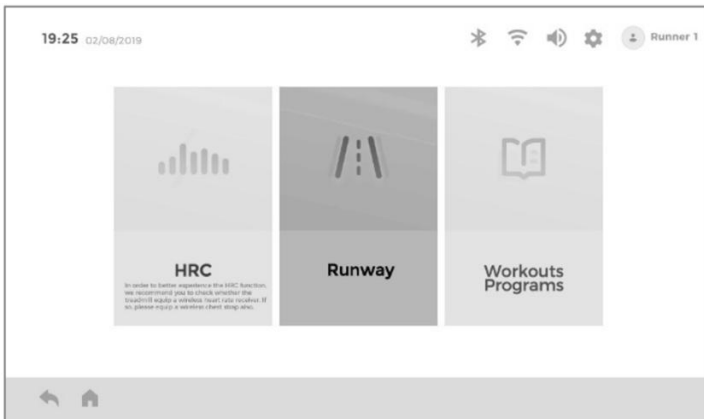 19:25 02/08/2019
Runner 1
HRC
In order to better experience the HRC function,
we recommend you to check whether the
treadmill equip a wireless heart rate receiver. If
so, please equip a wireless chest strap also.
Runway
Workouts
Programs